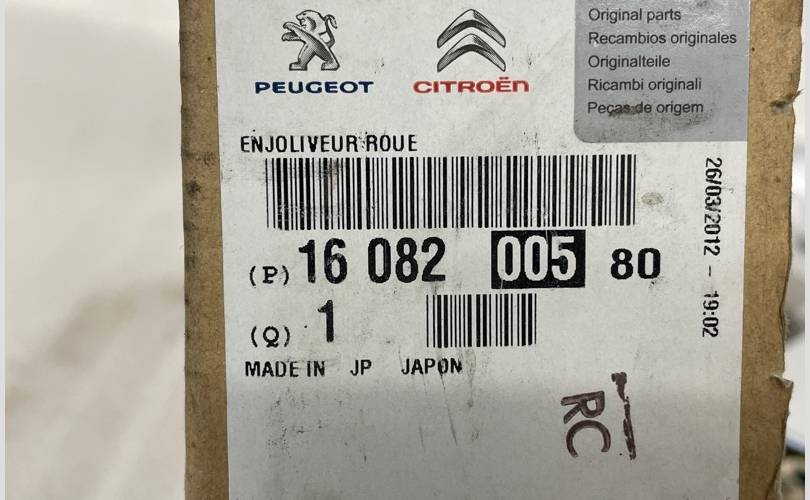 Original parts
Recambios originales
Originalteile
Ricambi originali
Peças de origem
PEUGEOT CITROËN
ENJOLIVEUR ROUE
(P) 16 082 005 80
(Q) 1
MADE IN JP JAPON
26/03/2012 - 19:02
RC